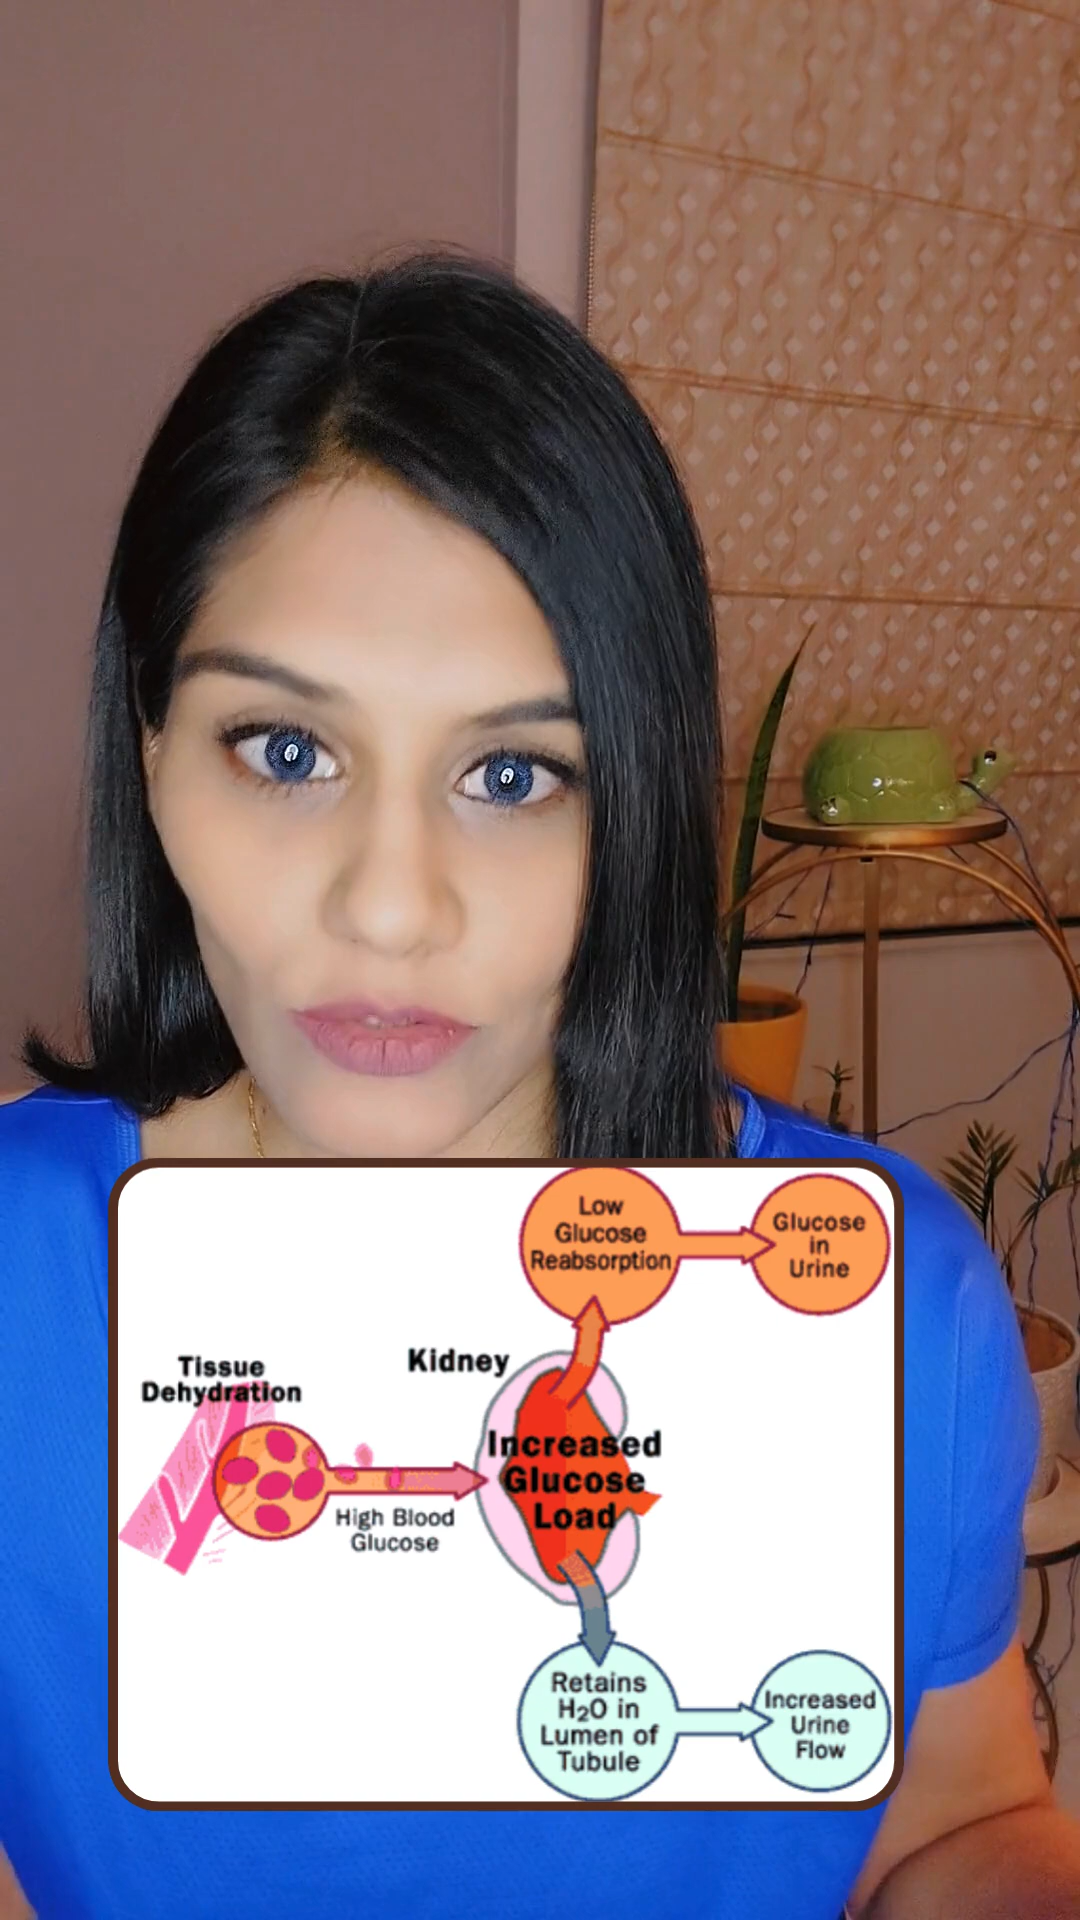 Low
Glucose
Reabsorption
Glucose
in
Urine
Tissue
Dehydration
Kidney
High Blood
Glucose
Increased
Glucose
Load
Retains
H₂O in
Lumen of
Tubule
Increased
Urine
Flow